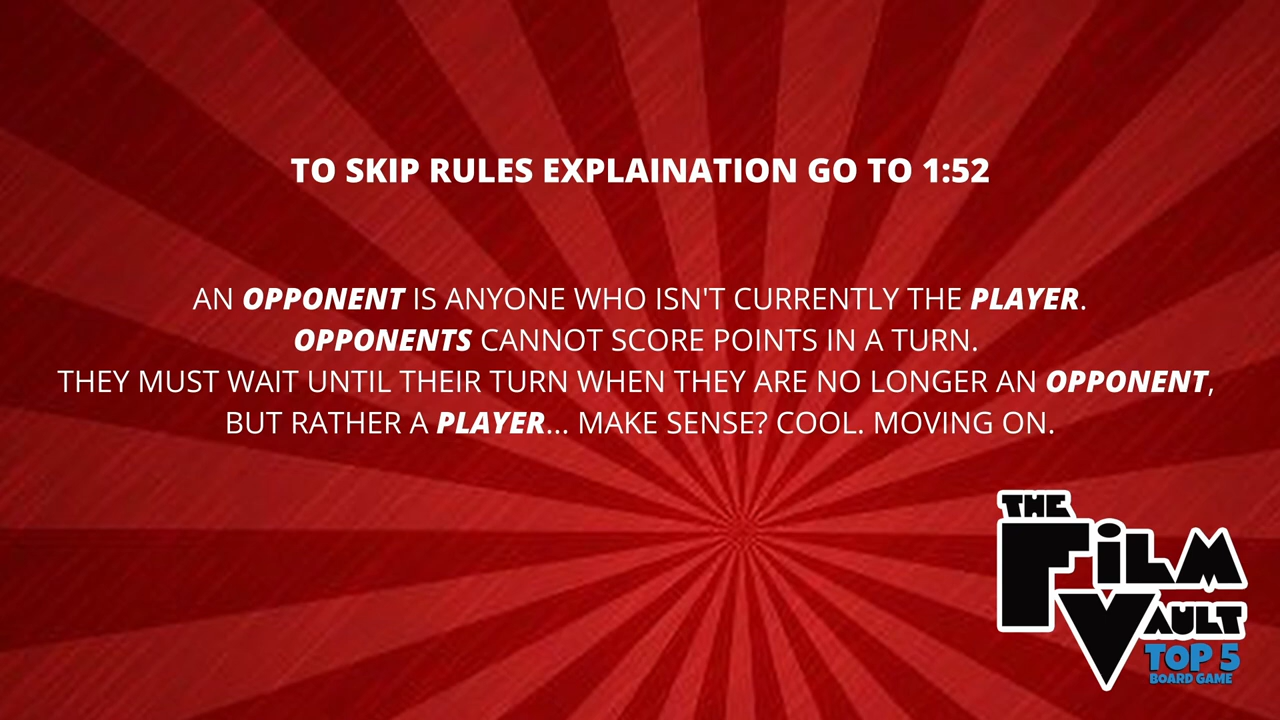 TO SKIP RULES EXPLAINATION GO TO 1:52
AN OPPONENT IS ANYONE WHO ISN'T CURRENTLY THE PLAYER.
OPPONENTS CANNOT SCORE POINTS IN A TURN.
THEY MUST WAIT UNTIL THEIR TURN WHEN THEY ARE NO LONGER AN OPPONENT,
BUT RATHER A PLAYER... MAKE SENSE? COOL. MOVING ON.
THE
FiLM
VAULT
TOP 5
BOARD GAME